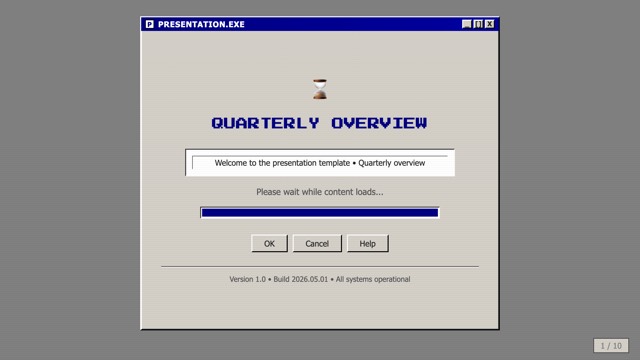 P PRESENTATION.EXE
QUARTERLY OVERVIEW
Welcome to the presentation template • Quarterly overview
Please wait while content loads...
OK Cancel Help
Version 1.0 • Build 2026.05.01 • All systems operational
1 / 10